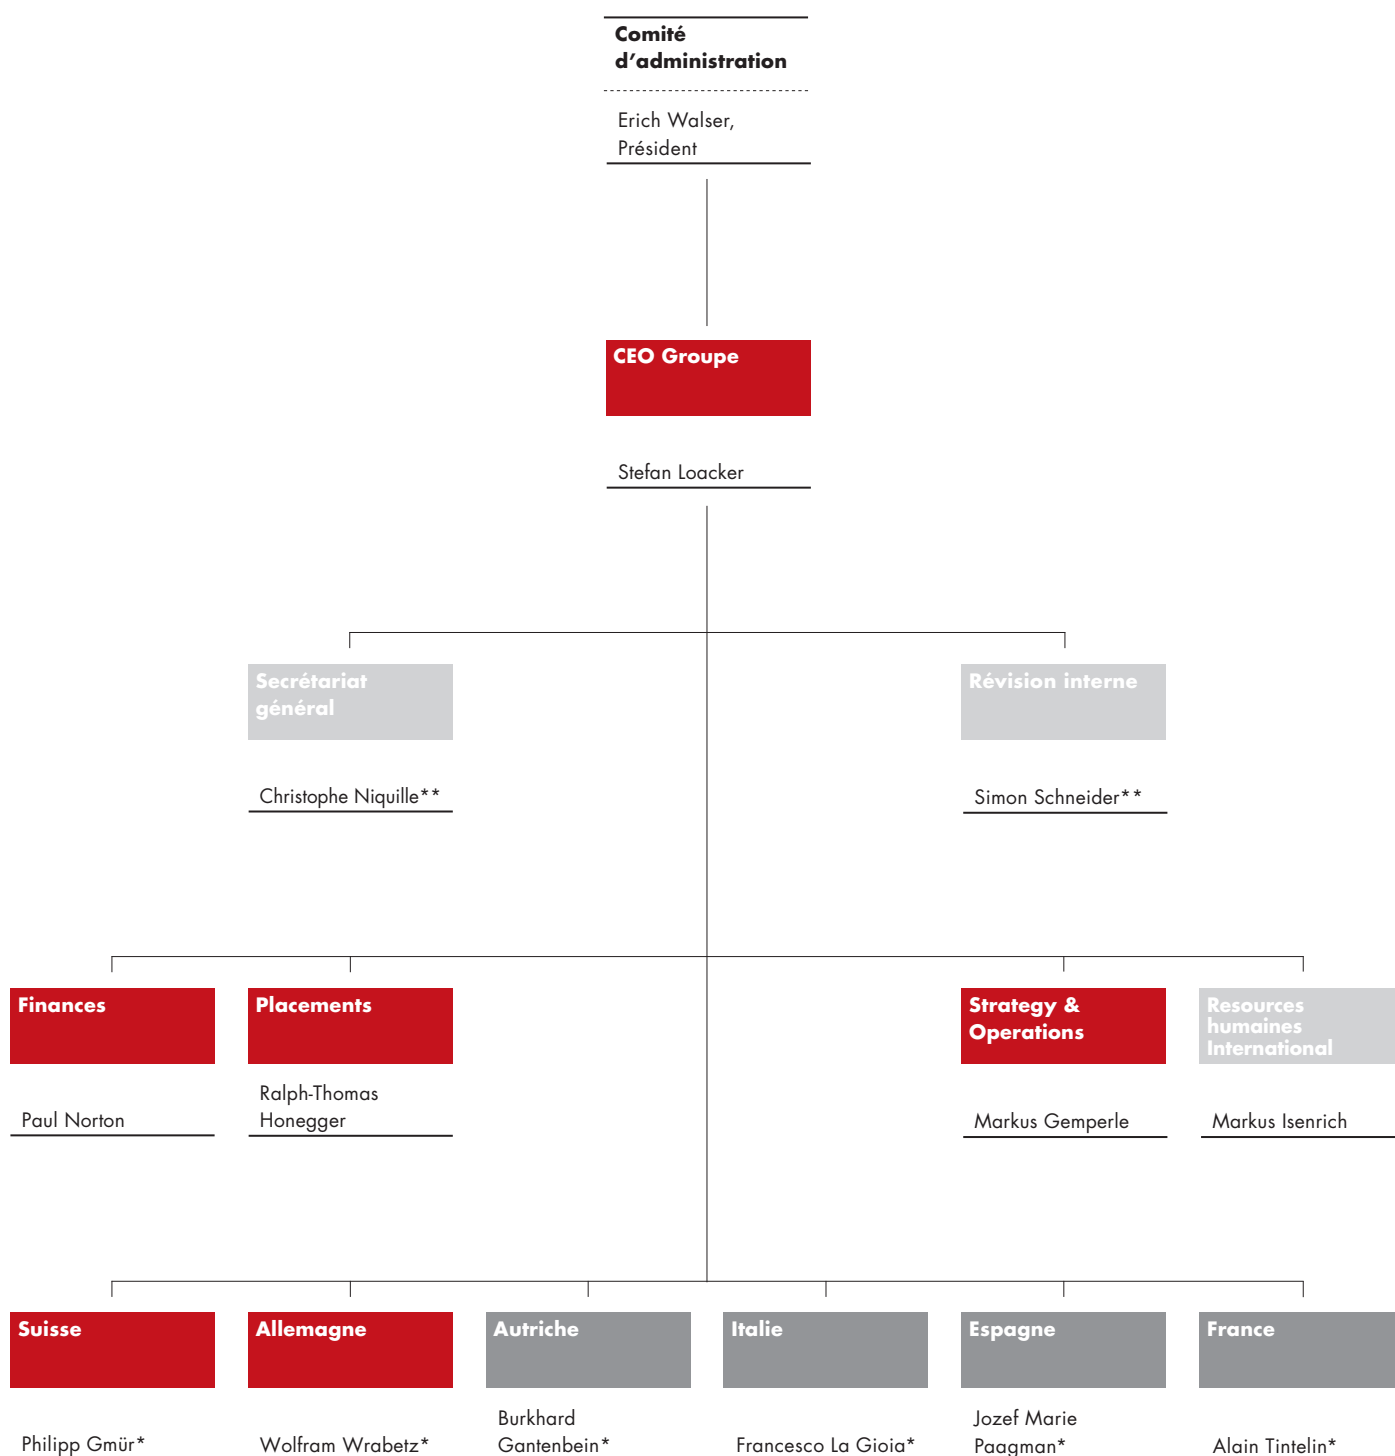 Comité
d’administration
Erich Walser,
Président
CEO Groupe
Stefan Loacker
Secrétariat
général
Christophe Niquille**
Révision interne
Simon Schneider**
Finances
Paul Norton
Placements
Ralph-Thomas
Honegger
Strategy &
Operations
Markus Gemperle
Resources
humaines
International
Markus Isenrich
Suisse
Philipp Gmür*
Allemagne
Wolfram Wrabetz*
Autriche
Burkhard
Gantenbein*
Italie
Francesco La Gioia*
Espagne
Jozef Marie
Paagman*
France
Alain Tintelin*